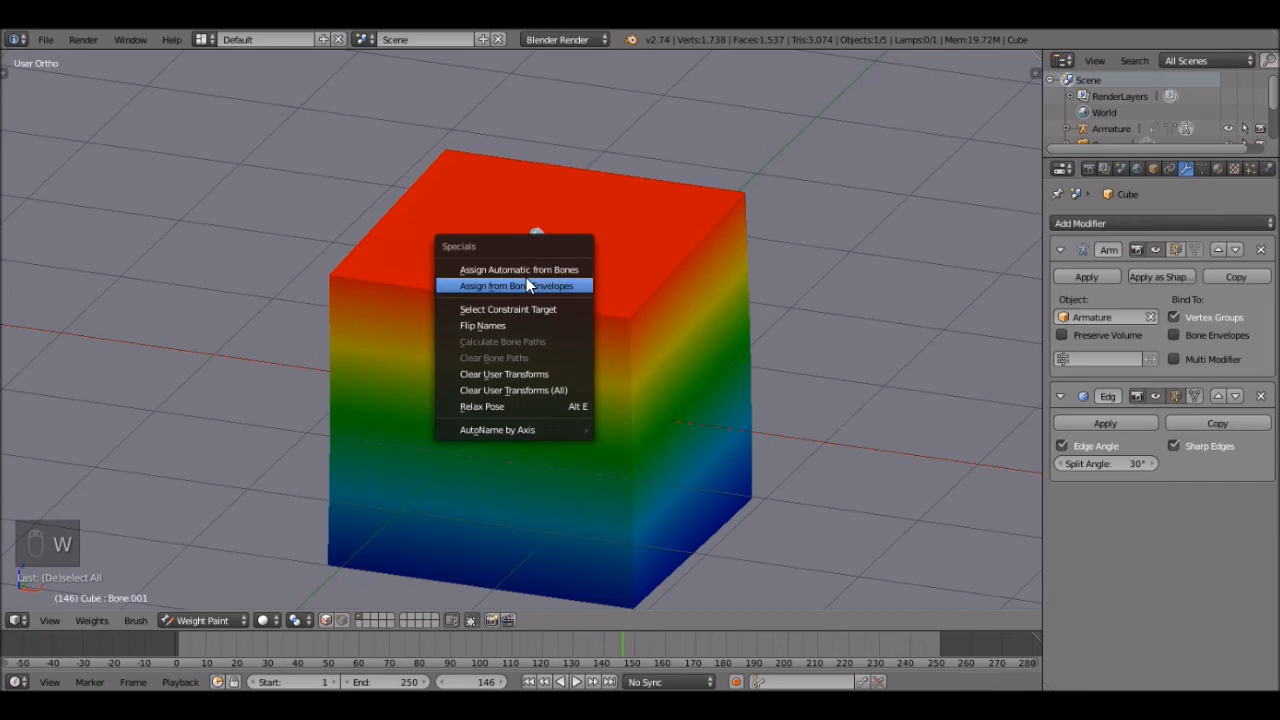 File Render Window Help Default Scene Blender Render v2.74 | Verts:1,738 | Faces:1,537 | Tris:3,074 | Objects:1/5 | Lamps:0/1 | Mem:19.72M | Cube
User Ortho
View Search All Scenes
Scene
RenderLayers
World
Armature
Cube
Add Modifier
Arm
Apply Apply as Shap.. Copy
Object: Bind To:
Armature Vertex Groups
Preserve Volume Bone Envelopes
Multi Modifier
Edg
Apply Copy
Edge Angle Sharp Edges
Split Angle: 30°
Specials
Assign Automatic from Bones
Assign from Bone Envelopes
Select Constraint Target
Flip Names
Calculate Bone Paths
Clear Bone Paths
Clear User Transforms
Clear User Transforms (All)
Relax Pose Alt E
AutoName by Axis
W
Last: (De)select All
(146) Cube : Bone.001
View Weights Brush Weight Paint
-50 -40 -30 -20 -10 0 10 20 30 40 50 60 70 80 90 100 110 120 130 140 150 160 170 180 190 200 210 220 230 240 250 260 270 280
View Marker Frame Playback Start: 1 End: 250 146 No Sync